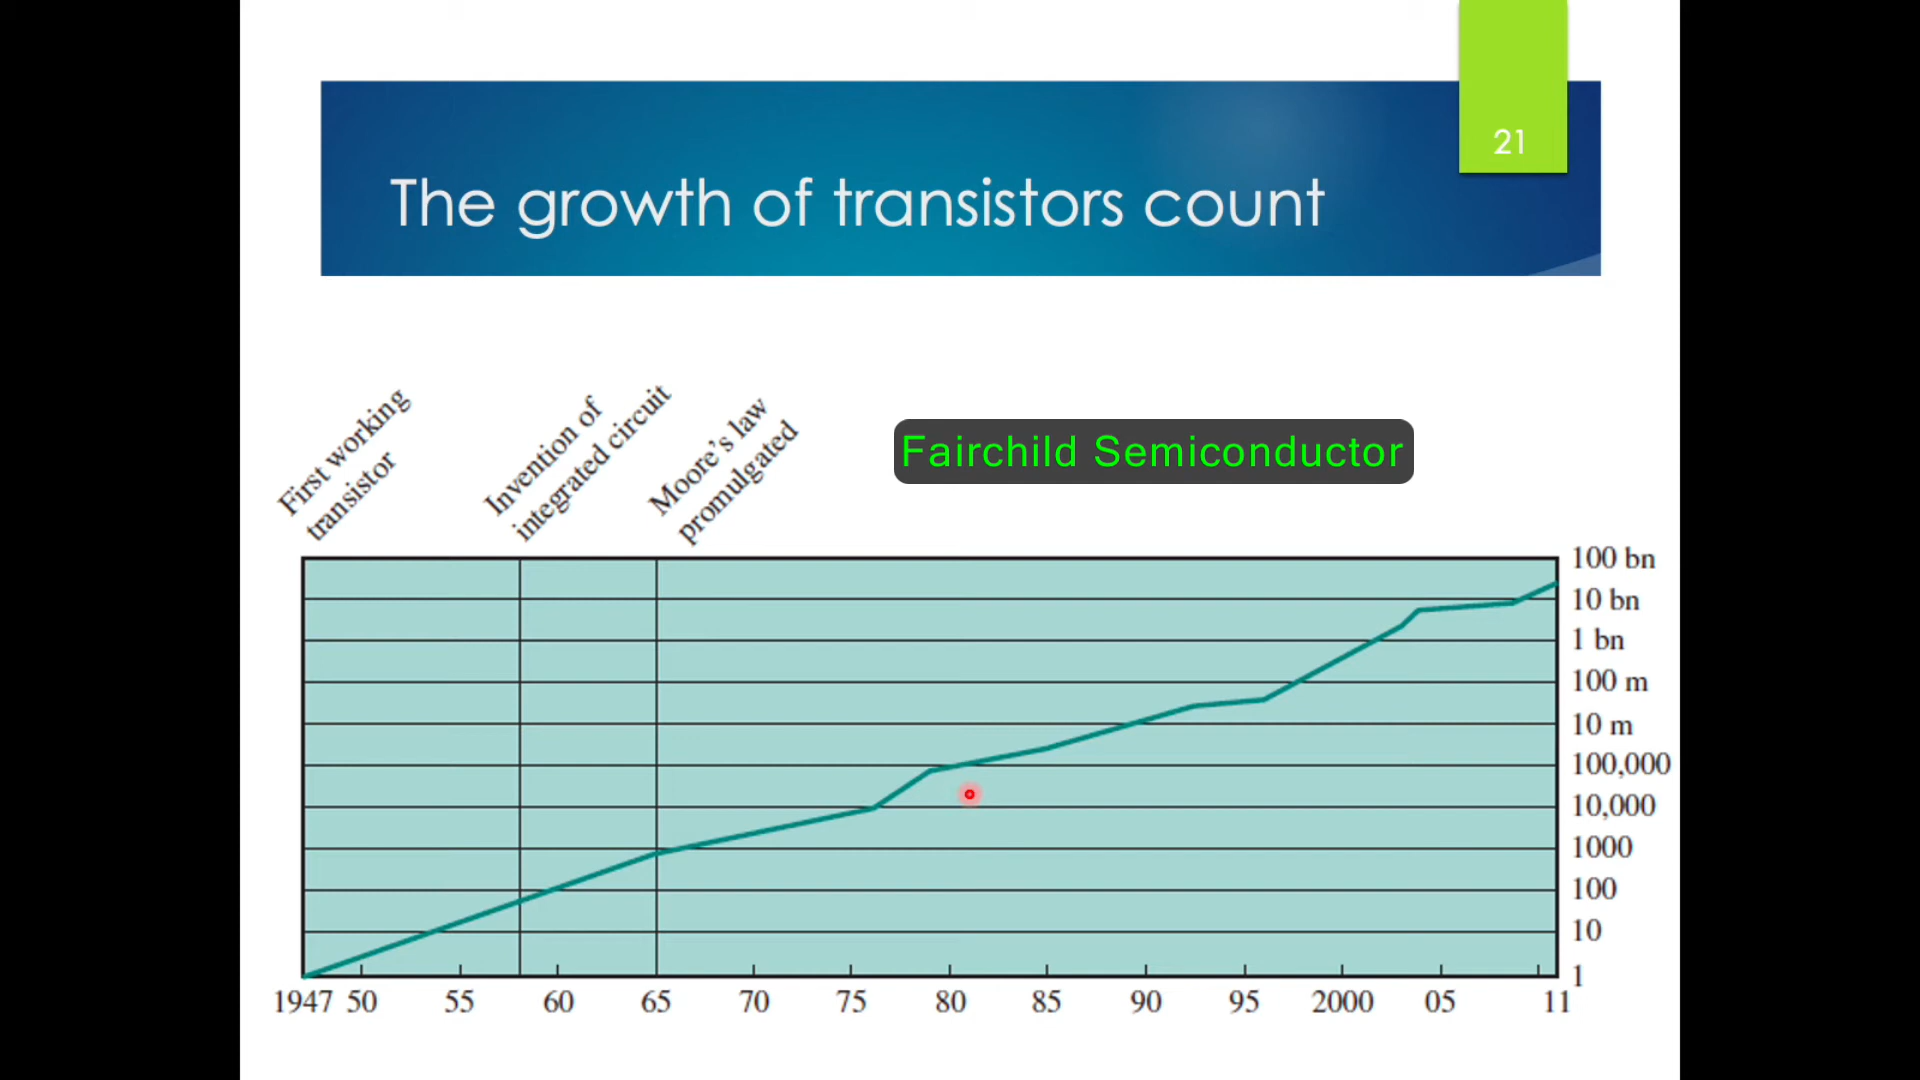 21
The growth of transistors count
First working
transistor
Invention of
integrated circuit
Moore's law
promulgated
Fairchild Semiconductor
100 bn
10 bn
1 bn
100 m
10 m
100,000
10,000
1000
100
10
1
1947 50 55 60 65 70 75 80 85 90 95 2000 05 11